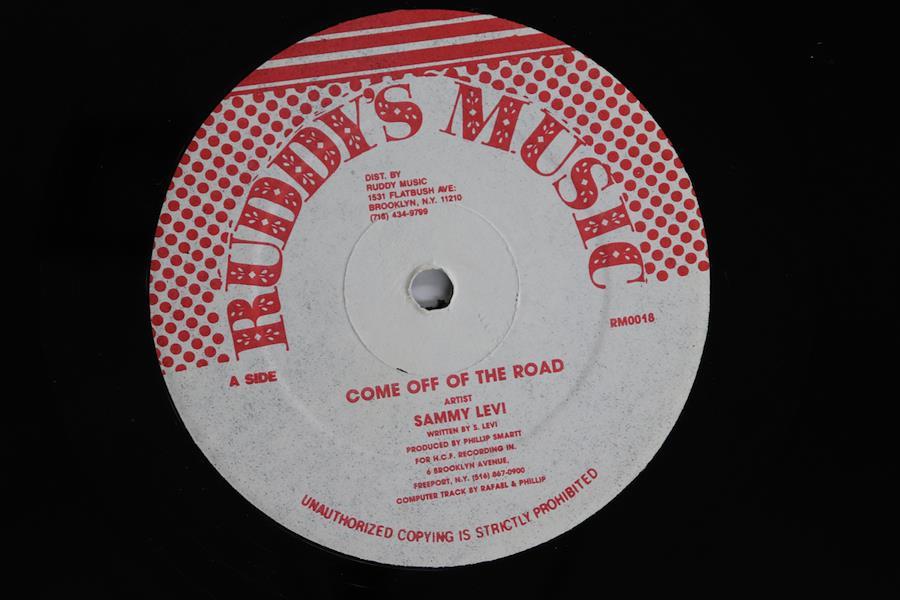 RUDDY'S MUSIC
DIST. BY
RUDDY MUSIC
1531 FLATBUSH AVE:
BROOKLYN, N.Y. 11210
(718) 434-9799
RM0018
A SIDE
COME OFF OF THE ROAD
ARTIST
SAMMY LEVI
WRITTEN BY S. LEVI
PRODUCED BY PHILLIP SMARTT
FOR H.C.F. RECORDING IN.
6 BROOKLYN AVENUE,
FREEPORT, N.Y. (516) 867-0900
COMPUTER TRACK BY RAFAEL & PHILLIP
UNAUTHORIZED COPYING IS STRICTLY PROHIBITED